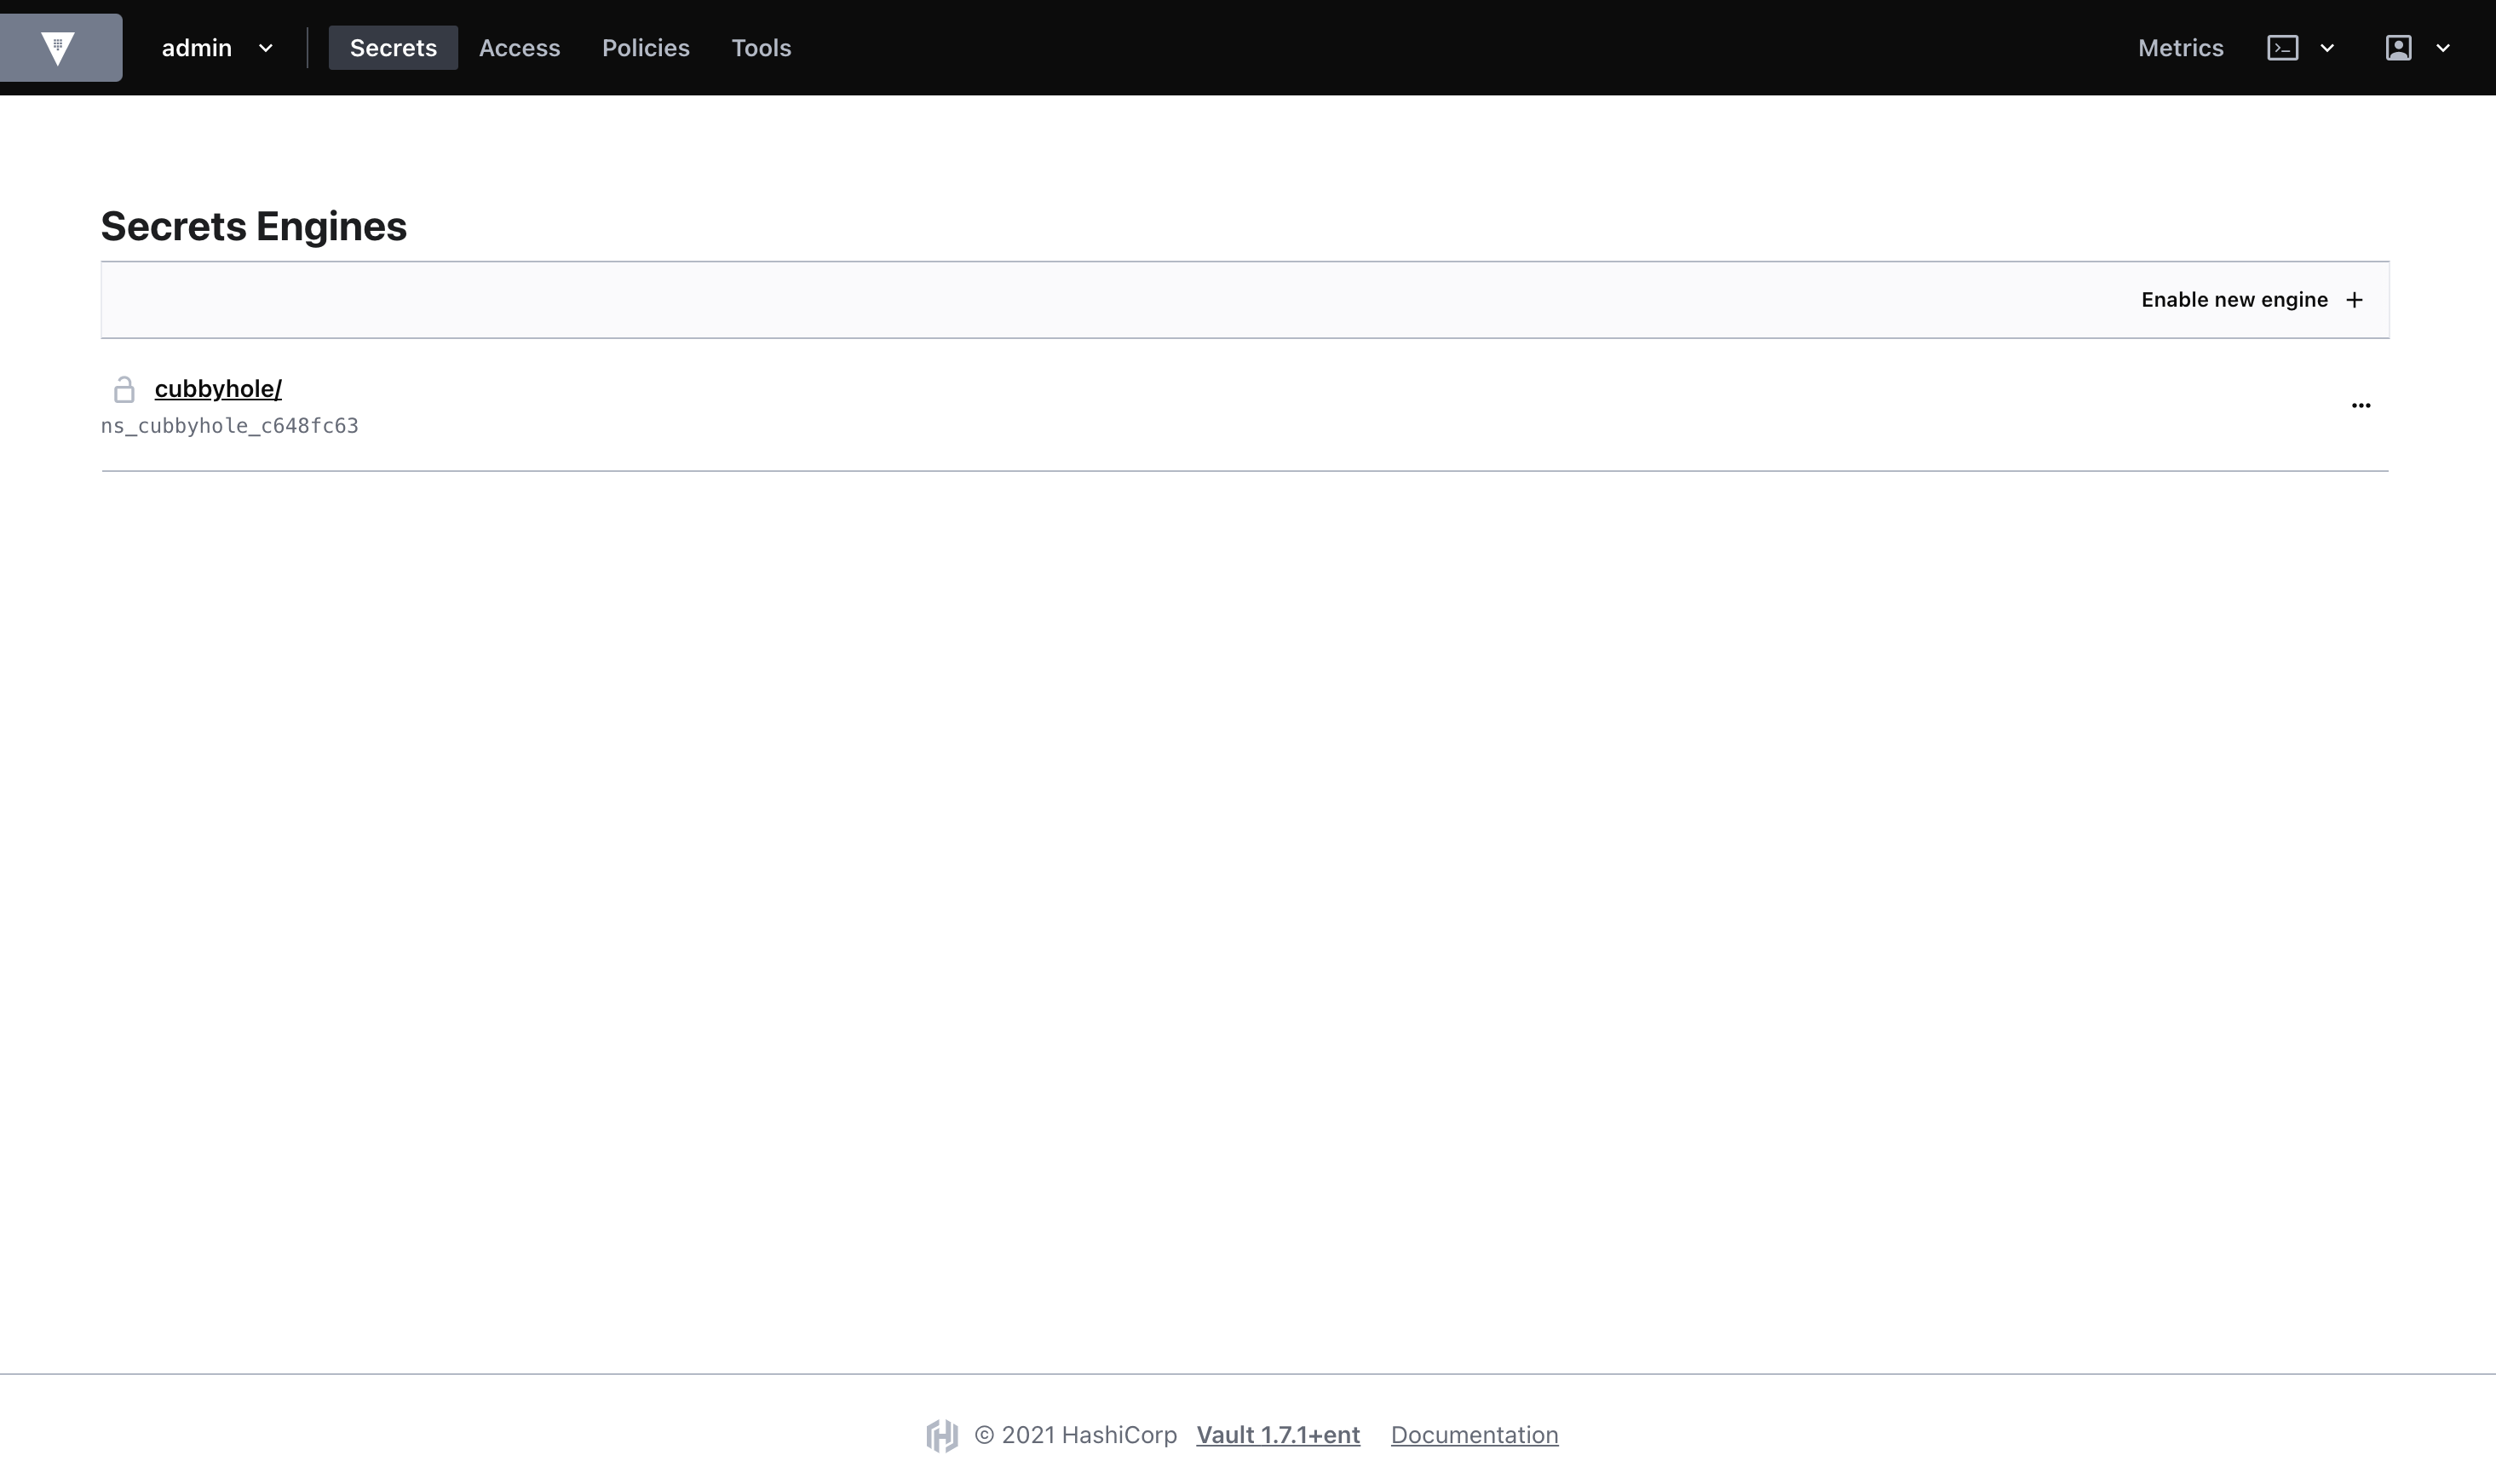 admin Secrets Access Policies Tools Metrics
Secrets Engines
Enable new engine
cubbyhole/
ns_cubbyhole_c648fc63
© 2021 HashiCorp Vault 1.7.1+ent Documentation